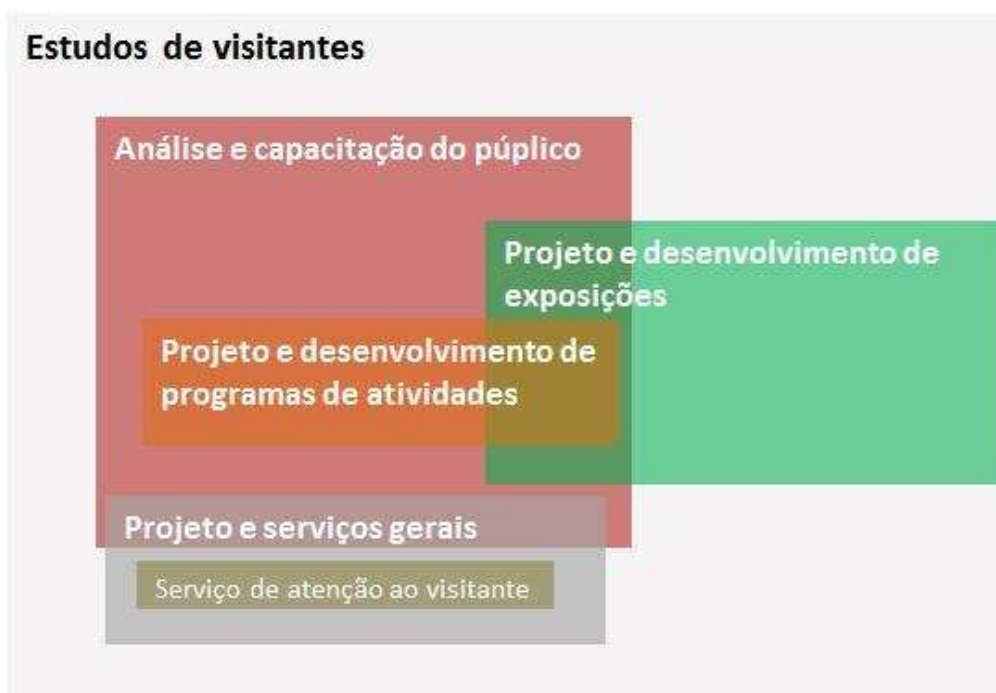 Estudos de visitantes
Análise e capacitação do púplico
Projeto e desenvolvimento de
exposições
Projeto e desenvolvimento de
programas de atividades
Projeto e serviços gerais
Serviço de atenção ao visitante